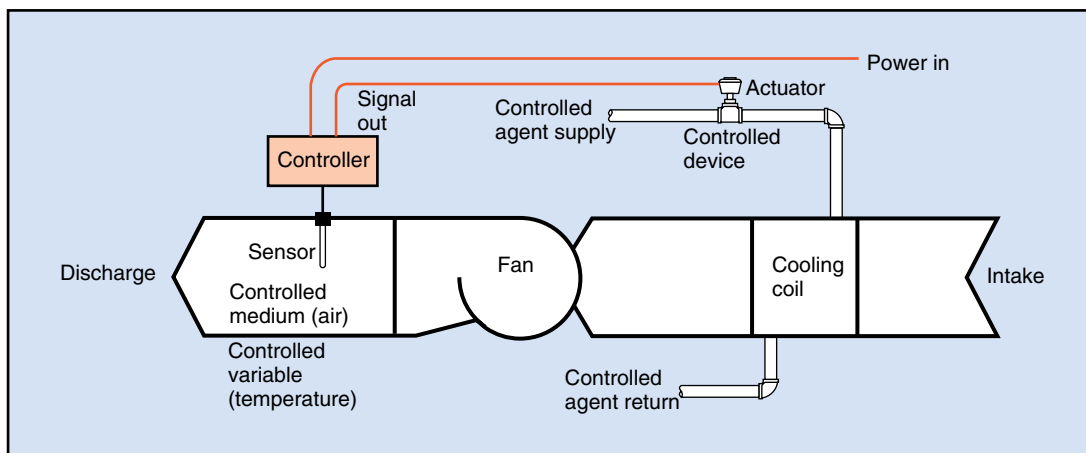 Power in
Signal
out
Actuator
Controlled
agent supply
Controlled
device
Controller
Sensor
Discharge
Controlled
medium (air)
Fan
Cooling
coil
Intake
Controlled
variable
(temperature)
Controlled
agent return